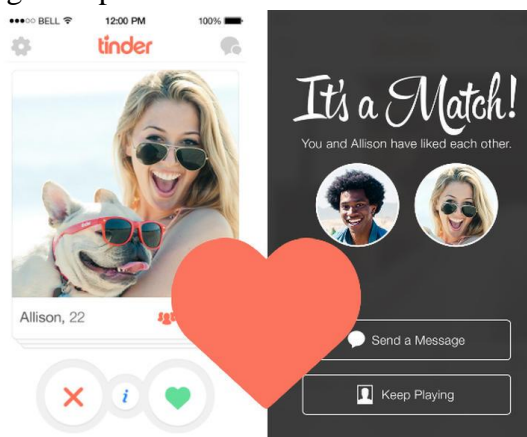 BELL 12:00 PM 100%
tinder
Allison, 22
i
It's a Match!
You and Allison have liked each other.
Send a Message
Keep Playing